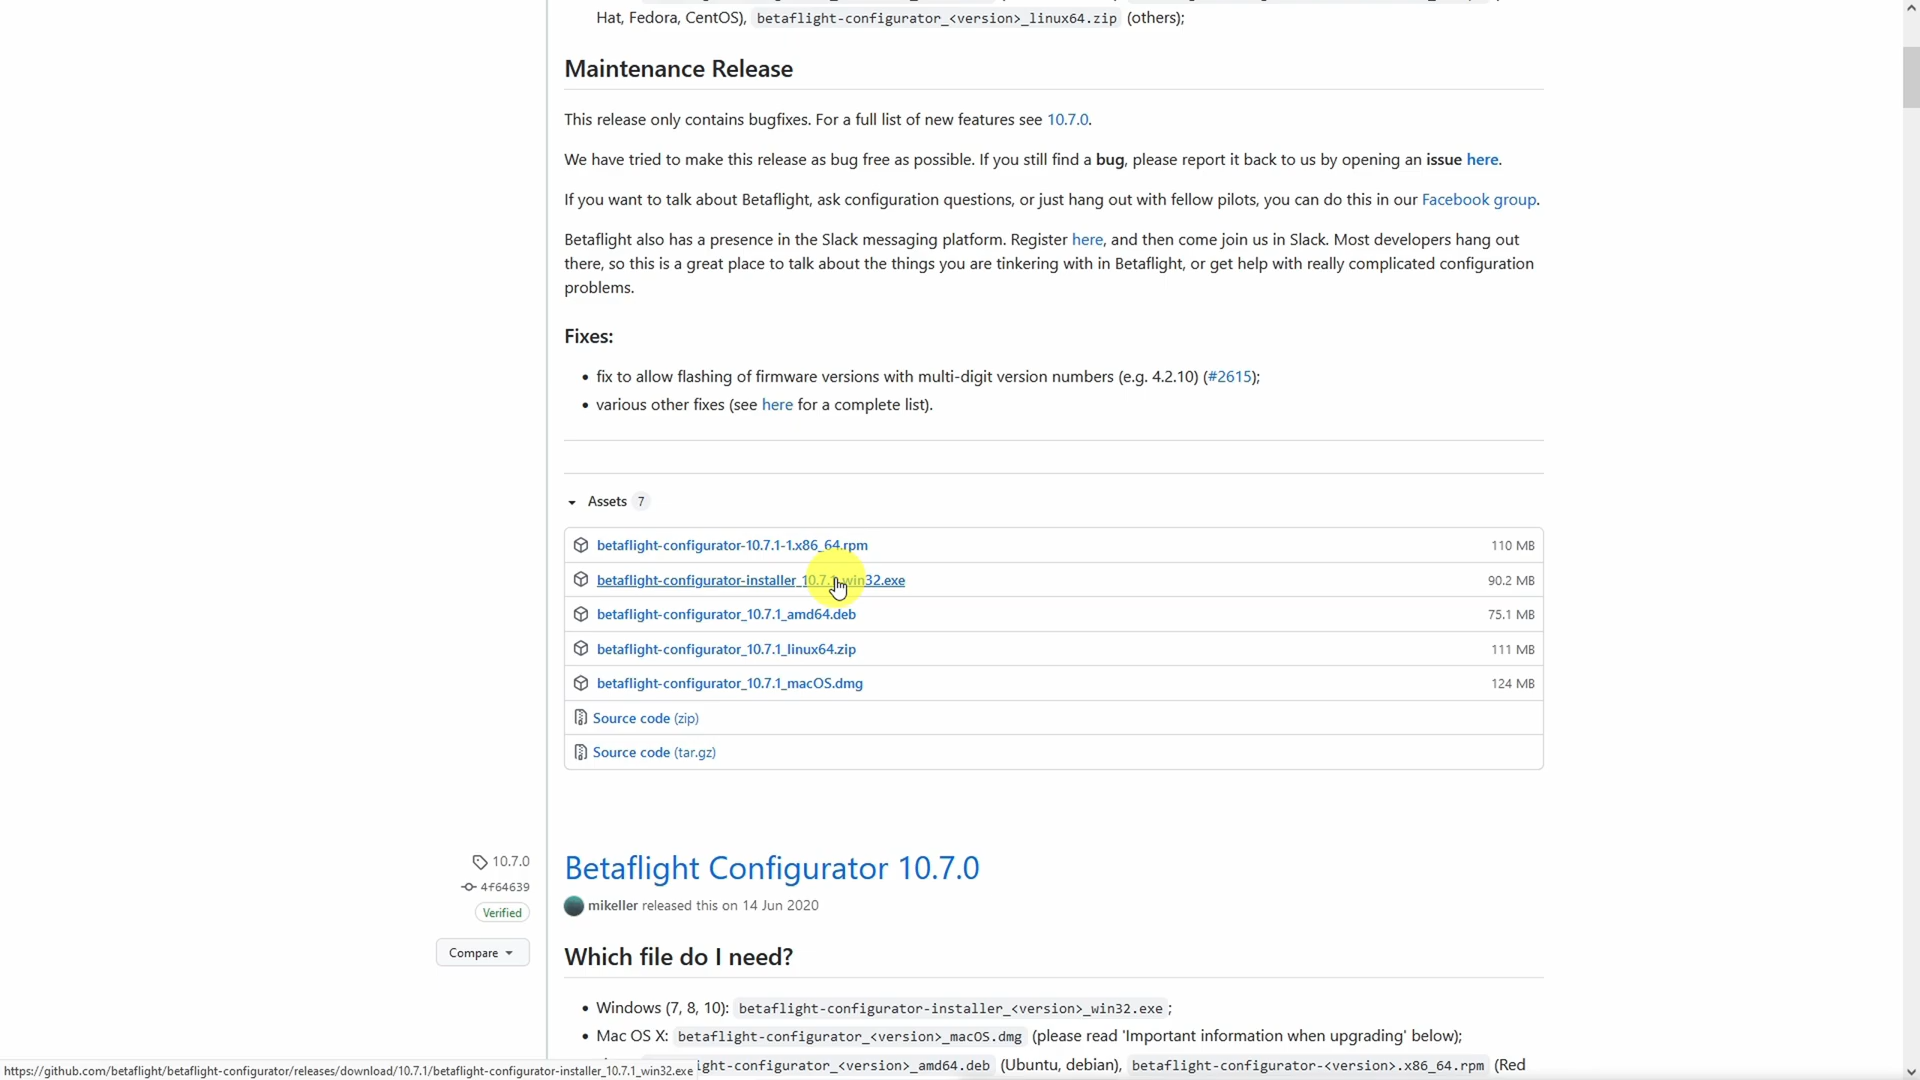 Hat, Fedora, CentOS), betaflight-configurator_<version>_linux64.zip (others);
Maintenance Release
This release only contains bugfixes. For a full list of new features see 10.7.0.
We have tried to make this release as bug free as possible. If you still find a bug, please report it back to us by opening an issue here.
If you want to talk about Betaflight, ask configuration questions, or just hang out with fellow pilots, you can do this in our Facebook group.
Betaflight also has a presence in the Slack messaging platform. Register here, and then come join us in Slack. Most developers hang out
there, so this is a great place to talk about the things you are tinkering with in Betaflight, or get help with really complicated configuration
problems.
Fixes:
• fix to allow flashing of firmware versions with multi-digit version numbers (e.g. 4.2.10) (#2615);
• various other fixes (see here for a complete list).
Assets 7
betaflight-configurator-10.7.1-1.x86_64.rpm 110 MB
betaflight-configurator-installer_10.7.1_win32.exe 90.2 MB
betaflight-configurator_10.7.1_amd64.deb 75.1 MB
betaflight-configurator_10.7.1_linux64.zip 111 MB
betaflight-configurator_10.7.1_macOS.dmg 124 MB
Source code (zip)
Source code (tar.gz)
10.7.0
4f64639
Verified
Compare
Betaflight Configurator 10.7.0
mikeller released this on 14 Jun 2020
Which file do I need?
• Windows (7, 8, 10): betaflight-configurator-installer_<version>_win32.exe ;
• Mac OS X: betaflight-configurator_<version>_macOS.dmg (please read 'Important information when upgrading' below);
ight-configurator_<version>_amd64.deb (Ubuntu, debian), betaflight-configurator-<version>.x86_64.rpm (Red
https://github.com/betaflight/betaflight-configurator/releases/download/10.7.1/betaflight-configurator-installer_10.7.1_win32.exe